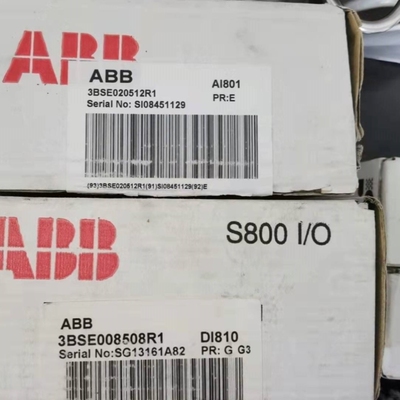 ABB
ABB AI801
3BSE020512R1 PR:E
Serial No: SI08451129
(93)3BSE020512R1(91)SI08451129(92)E
ABB S800 I/O
ABB
3BSE008508R1 DI810
Serial No:SG13161A82 PR: G G3